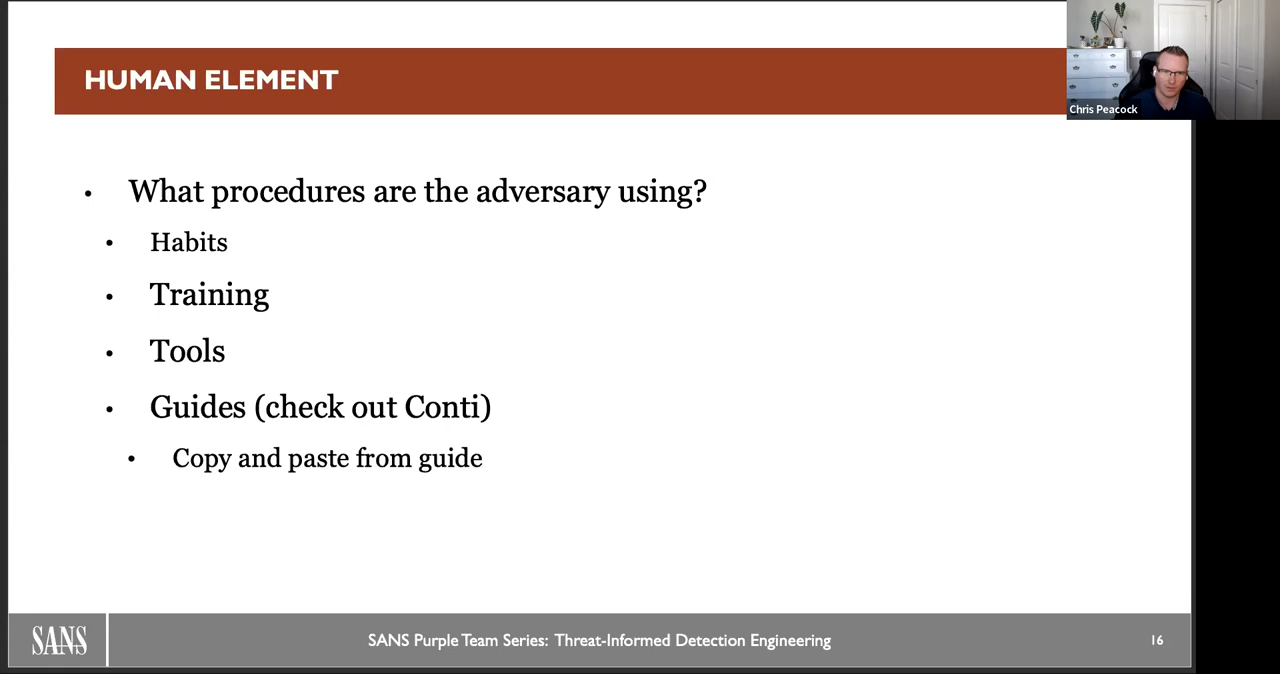 HUMAN ELEMENT
Chris Peacock
• What procedures are the adversary using?
• Habits
• Training
• Tools
• Guides (check out Conti)
• Copy and paste from guide
SANS
SANS Purple Team Series: Threat-Informed Detection Engineering
16